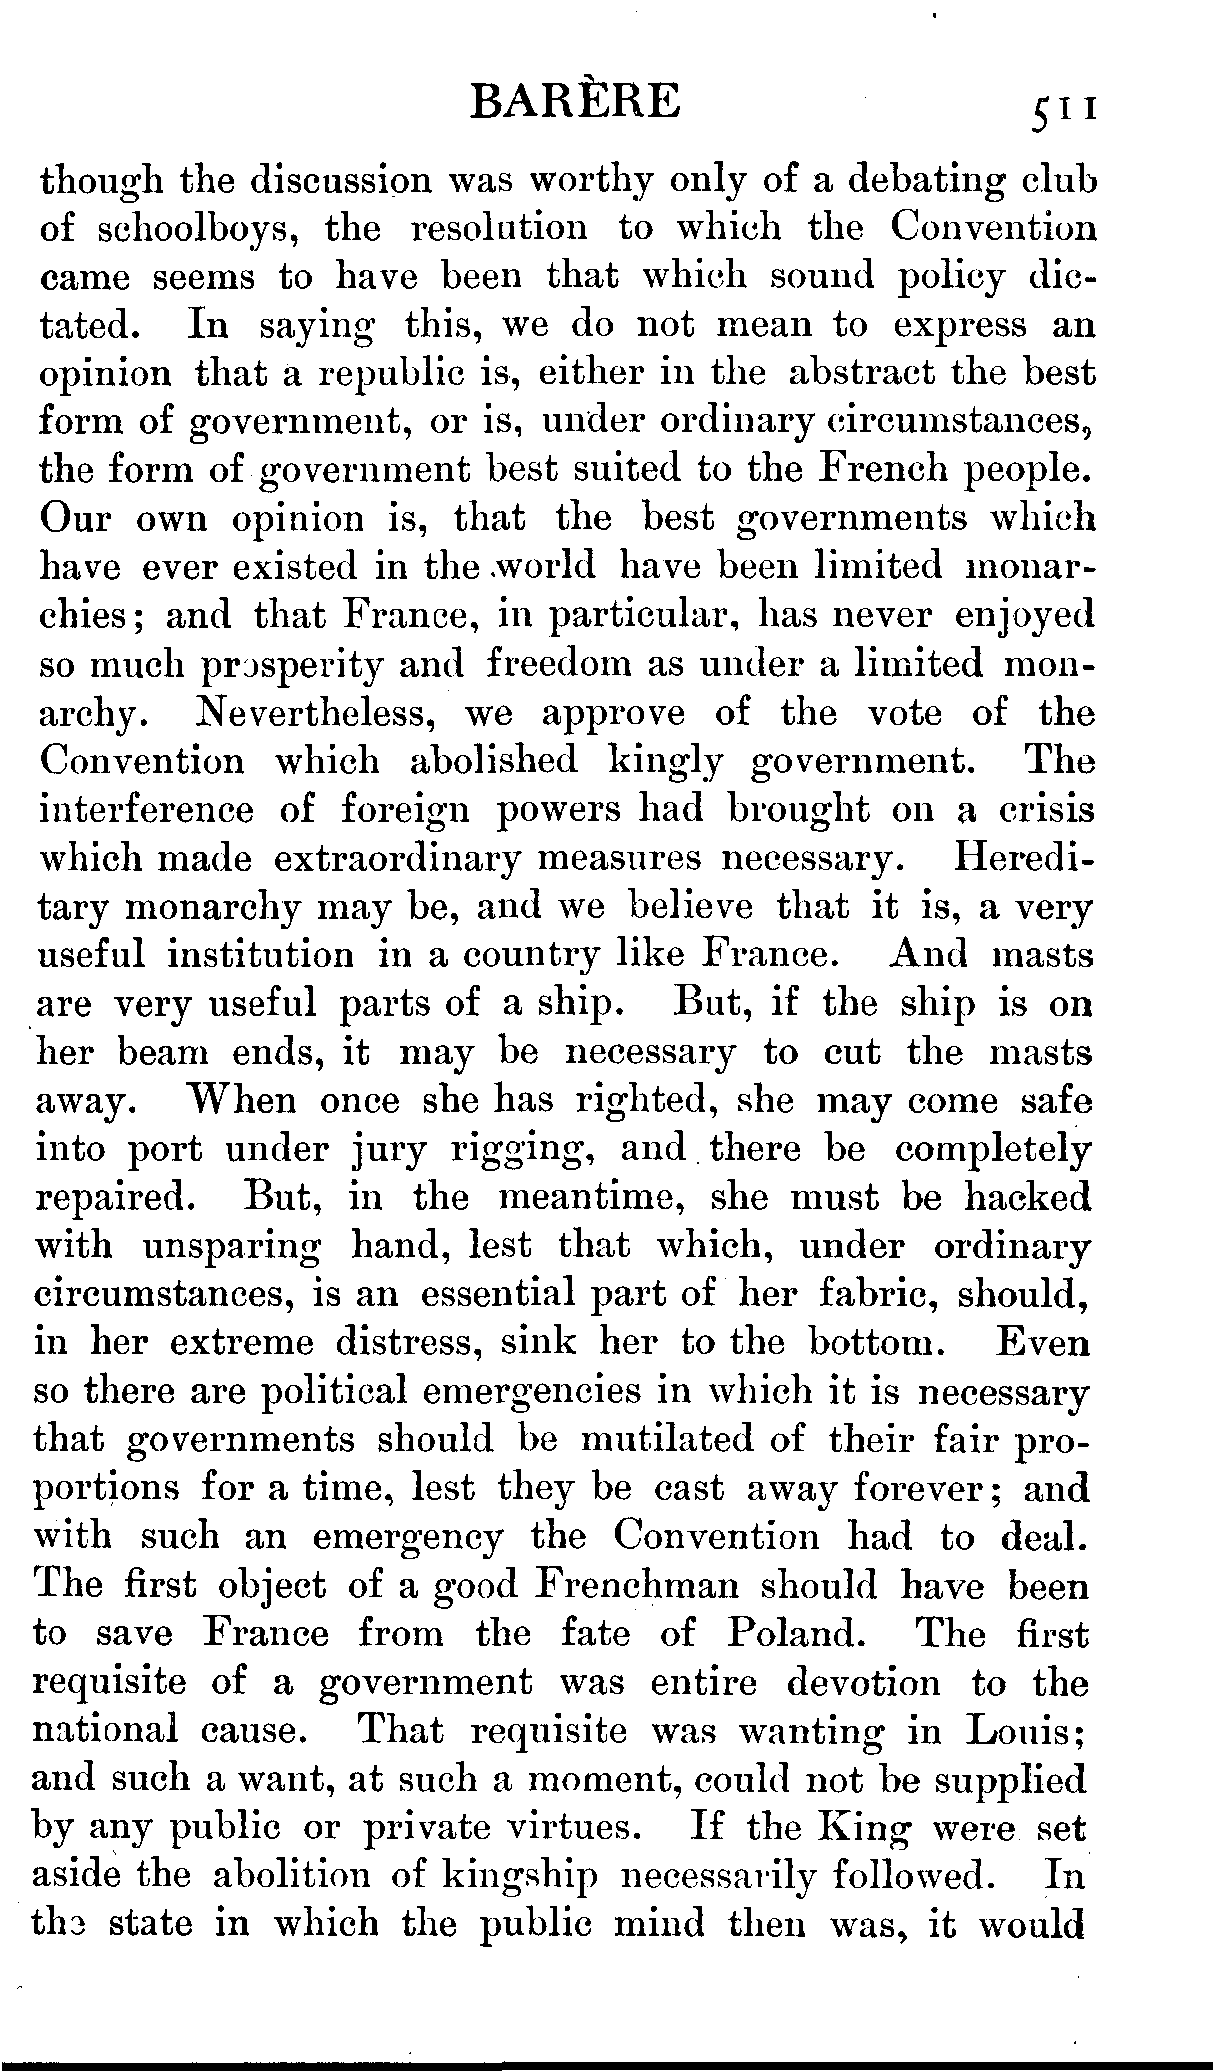 BARÈRE 511
though the discussion was worthy only of a debating club
of schoolboys, the resolution to which the Convention
came seems to have been that which sound policy dic-
tated. In saying this, we do not mean to express an
opinion that a republic is, either in the abstract the best
form of government, or is, under ordinary circumstances,
the form of government best suited to the French people.
Our own opinion is, that the best governments which
have ever existed in the world have been limited monar-
chies; and that France, in particular, has never enjoyed
so much prosperity and freedom as under a limited mon-
archy. Nevertheless, we approve of the vote of the
Convention which abolished kingly government. The
interference of foreign powers had brought on a crisis
which made extraordinary measures necessary. Heredi-
tary monarchy may be, and we believe that it is, a very
useful institution in a country like France. And masts
are very useful parts of a ship. But, if the ship is on
her beam ends, it may be necessary to cut the masts
away. When once she has righted, she may come safe
into port under jury rigging, and there be completely
repaired. But, in the meantime, she must be hacked
with unsparing hand, lest that which, under ordinary
circumstances, is an essential part of her fabric, should,
in her extreme distress, sink her to the bottom. Even
so there are political emergencies in which it is necessary
that governments should be mutilated of their fair pro-
portions for a time, lest they be cast away forever; and
with such an emergency the Convention had to deal.
The first object of a good Frenchman should have been
to save France from the fate of Poland. The first
requisite of a government was entire devotion to the
national cause. That requisite was wanting in Louis;
and such a want, at such a moment, could not be supplied
by any public or private virtues. If the King were set
aside the abolition of kingship necessarily followed. In
the state in which the public mind then was, it would